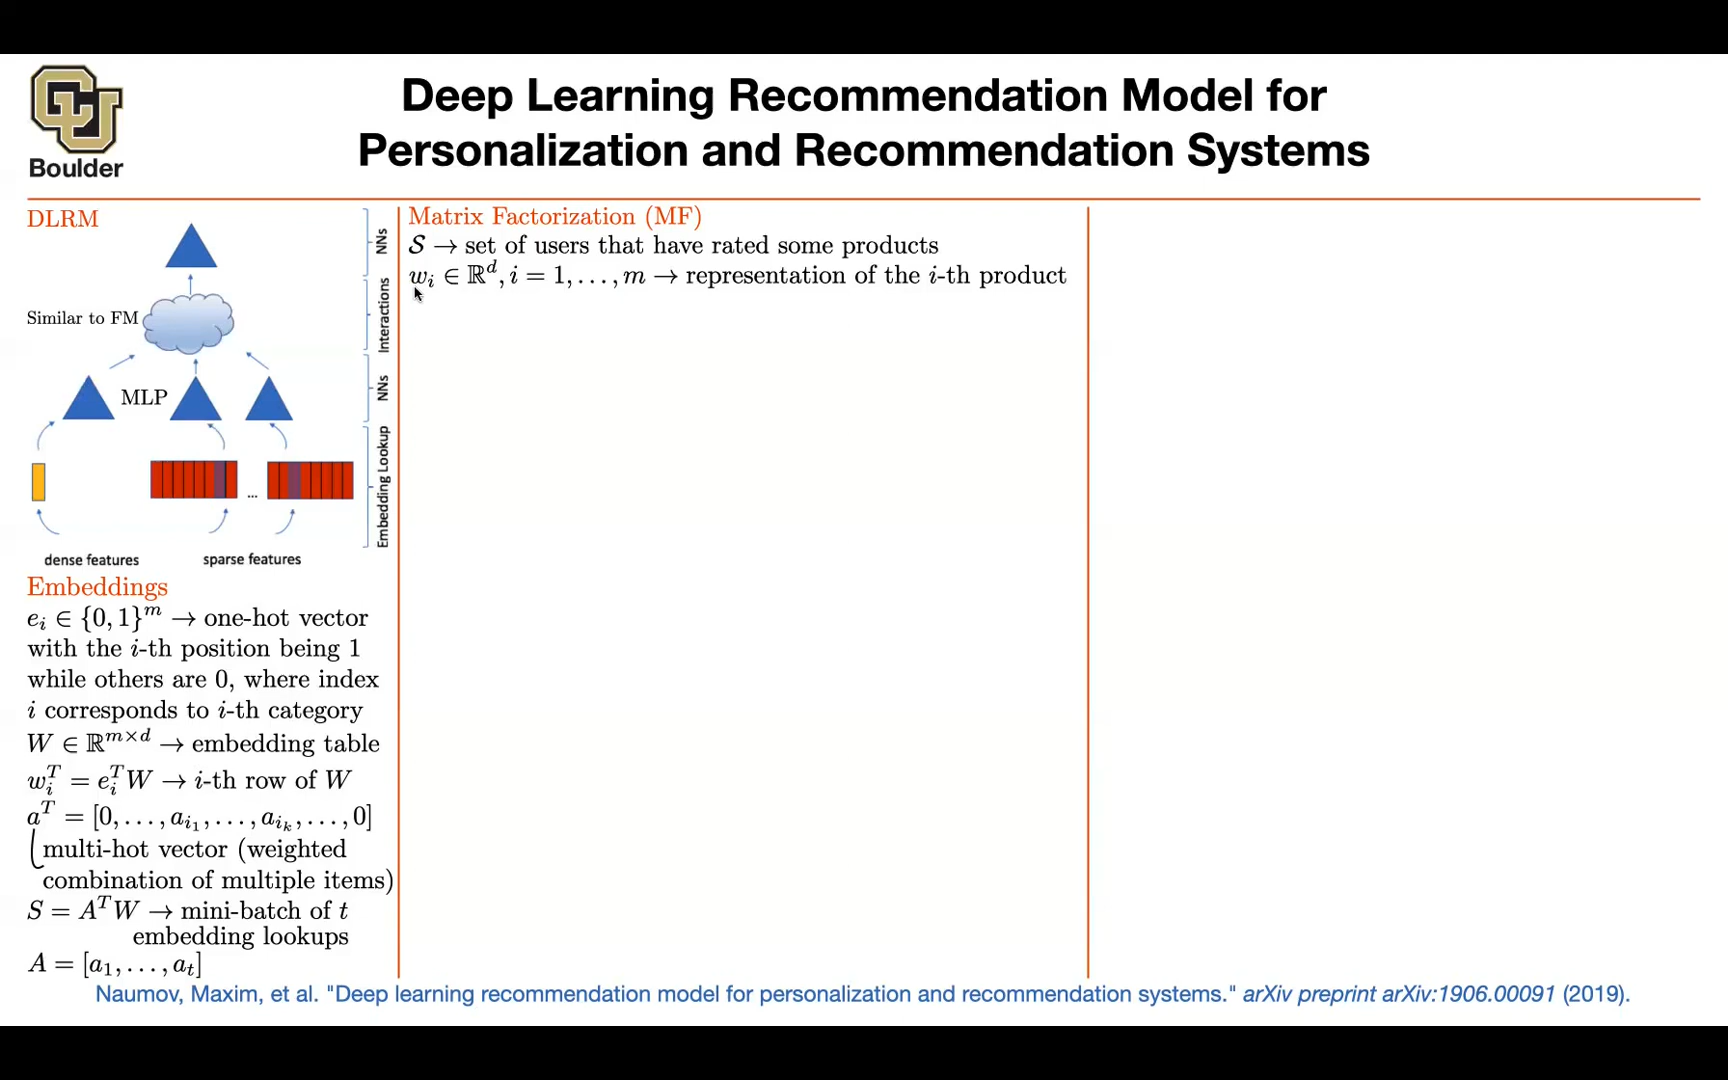 Boulder
Deep Learning Recommendation Model for
Personalization and Recommendation Systems
DLRM
NNs
Similar to FM
Interactions
MLP
NNs
Embedding Lookup
...
dense features
sparse features
Embeddings
e_i ∈ {0, 1}^m → one-hot vector
with the i-th position being 1
while others are 0, where index
i corresponds to i-th category
W ∈ ℝ^{m×d} → embedding table
w_i^T = e_i^T W → i-th row of W
a^T = [0, . . . , a_{i_1}, . . . , a_{i_k}, . . . , 0]
multi-hot vector (weighted
combination of multiple items)
S = A^T W → mini-batch of t
embedding lookups
A = [a_1, . . . , a_t]
Matrix Factorization (MF)
𝒮 → set of users that have rated some products
w_i ∈ ℝ^d, i = 1, . . . , m → representation of the i-th product
Naumov, Maxim, et al. "Deep learning recommendation model for personalization and recommendation systems." arXiv preprint arXiv:1906.00091 (2019).